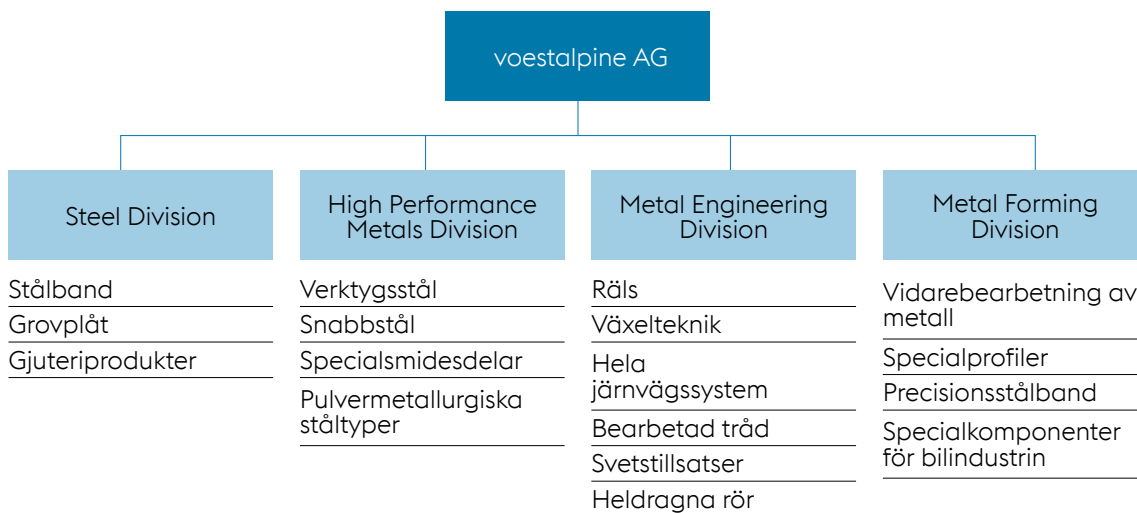 voestalpine AG
Steel Division
Stålband
Grovplåt
Gjuteriprodukter
High Performance
Metals Division
Verktygsstål
Snabbstål
Specialsmidesdelar
Pulvermetallurgiska
ståltyper
Metal Engineering
Division
Räls
Växelteknik
Hela
järnvägssystem
Bearbetad tråd
Svetstillsatser
Heldragna rör
Metal Forming
Division
Vidarebearbetning av
metall
Specialprofiler
Precisionsstålband
Specialkomponenter
för bilindustrin